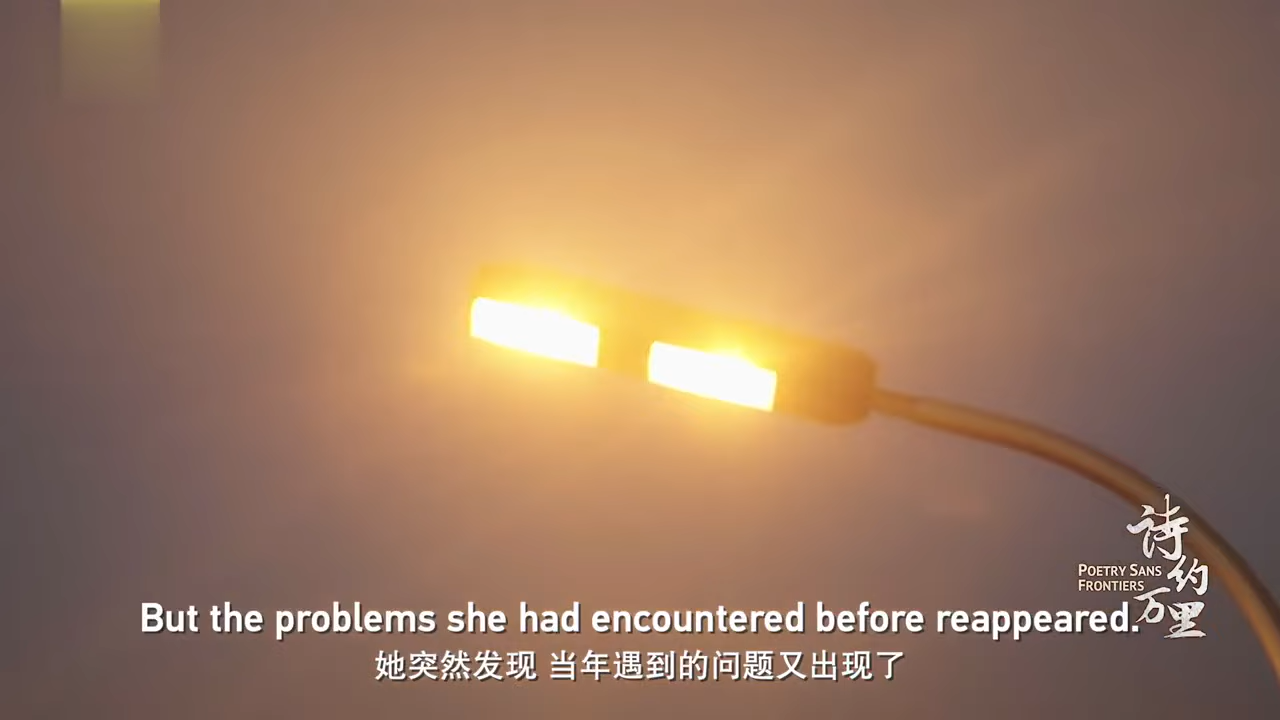 诗约万里
POETRY SANS
FRONTIERS
But the problems she had encountered before reappeared.
她突然发现 当年遇到的问题又出现了